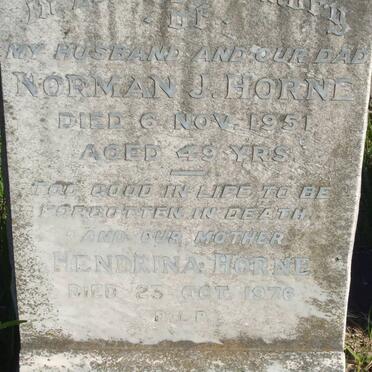 OF
MY HUSBAND AND OUR DAD
NORMAN J. HORNE
DIED 6 NOV. 1951
AGED 49 YRS.
TOO GOOD IN LIFE TO BE
FORGOTTEN IN DEATH.
AND OUR MOTHER
HENDRINA HORNE
DIED 23 OCT. 1976
R.I.P.